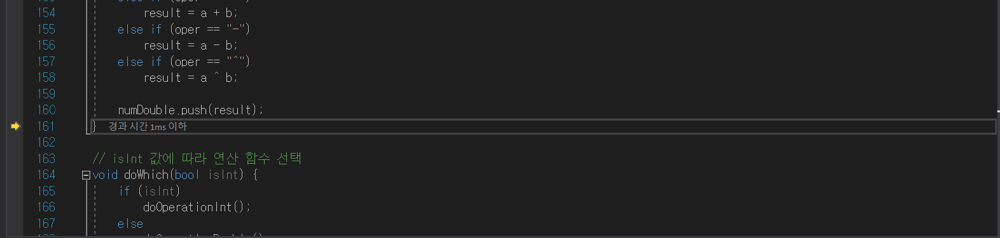 154 result = a + b;
155 else if (oper == "-")
156 result = a - b;
157 else if (oper == "^")
158 result = a ^ b;
159
160 numDouble.push(result);
161 } 경과 시간 1ms 이하
162
163 // isInt 값에 따라 연산 함수 선택
164 void doWhich(bool isInt) {
165 if (isInt)
166 doOperationInt();
167 else